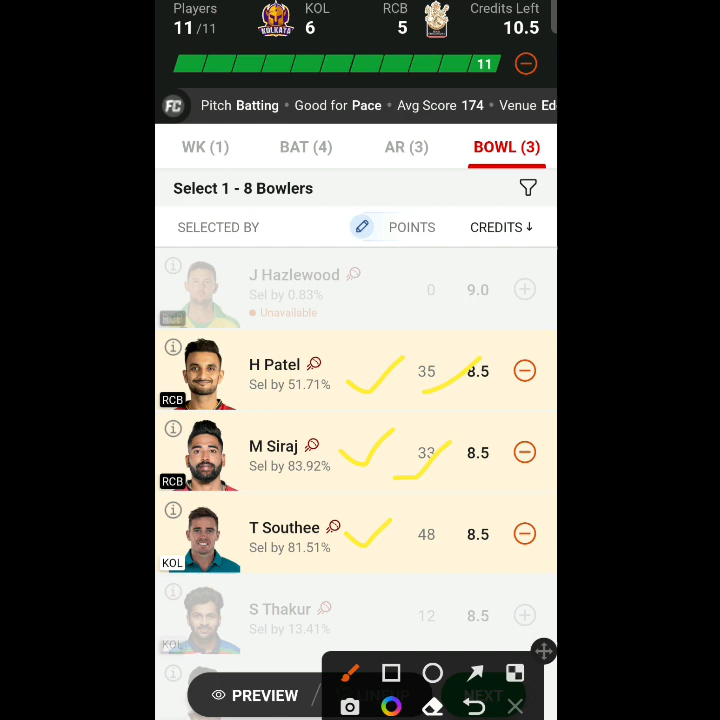 Players KOL RCB Credits Left
11 /11 6 5 10.5
KOLKATA
11
FC Pitch Batting • Good for Pace • Avg Score 174 • Venue Ed
WK (1) BAT (4) AR (3) BOWL (3)
Select 1 - 8 Bowlers
SELECTED BY POINTS CREDITS ↓
J Hazlewood
Sel by 0.83% 0 9.0
• Unavailable
H Patel
Sel by 51.71% 35 8.5
RCB
M Siraj
Sel by 83.92% 33 8.5
RCB
T Southee
Sel by 81.51% 48 8.5
KOL
S Thakur
Sel by 13.41% 12 8.5
KOL
PREVIEW / LINEUP NEXT